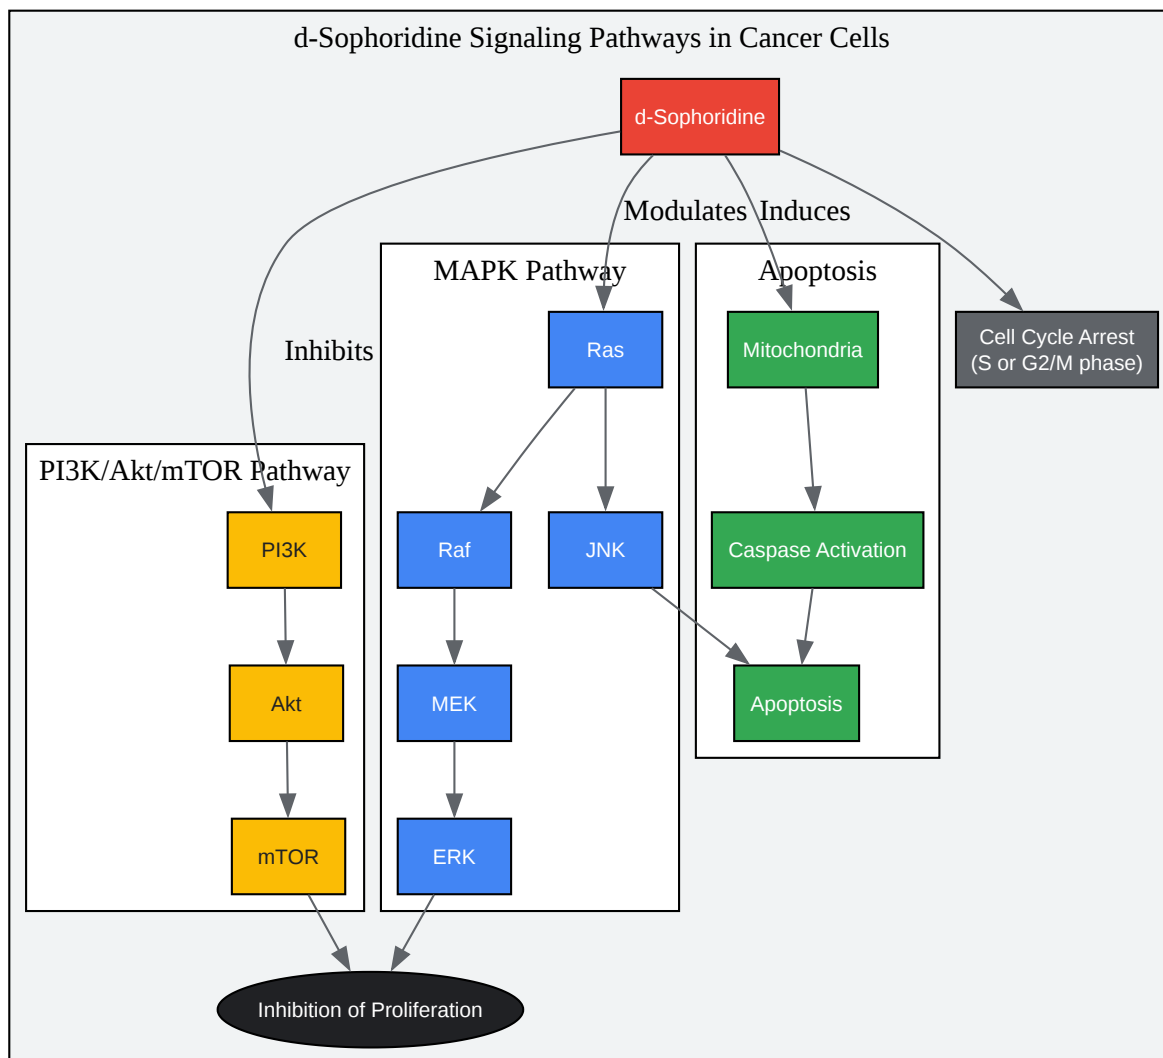 d-Sophoridine Signaling Pathways in Cancer Cells
d-Sophoridine
Modulates
Induces
MAPK Pathway
Apoptosis
Inhibits
Ras
Mitochondria
Cell Cycle Arrest
(S or G2/M phase)
PI3K/Akt/mTOR Pathway
PI3K
Raf
JNK
Caspase Activation
Akt
MEK
Apoptosis
mTOR
ERK
Inhibition of Proliferation